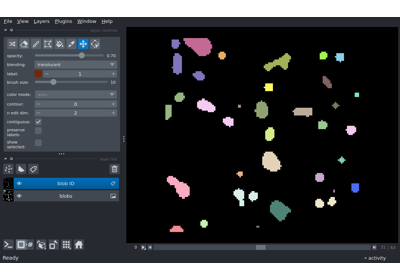 File View Layers Plugins Window Help
opacity: 0.70
blending: translucent
label: 1
brush size: 10
color mode:
contour: 0
n edit dim: 2
contiguous:
preserve
labels:
show
selected:
blob ID
blobs
Ready
activity